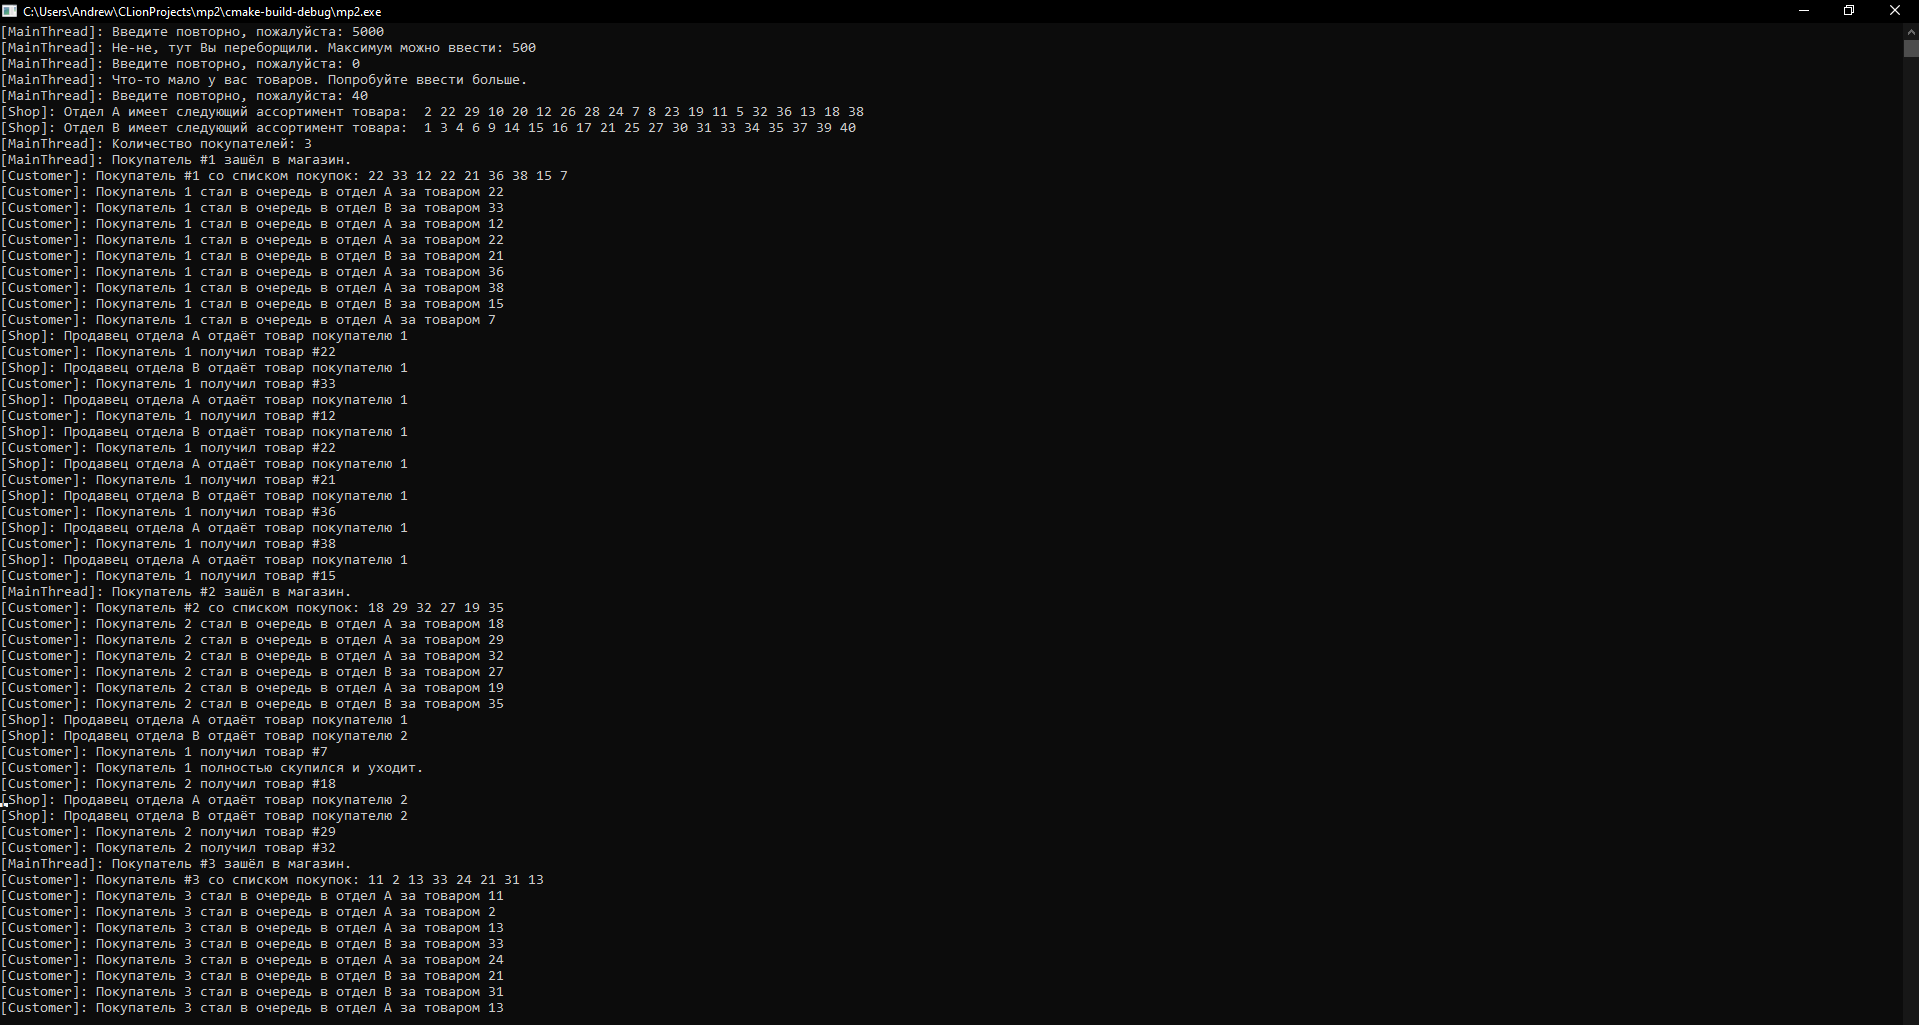 C:\Users\Andrew\CLionProjects\mp2\cmake-build-debug\mp2.exe
[MainThread]: Введите повторно, пожалуйста: 5000
[MainThread]: Не-не, тут Вы переборщили. Максимум можно ввести: 500
[MainThread]: Введите повторно, пожалуйста: 0
[MainThread]: Что-то мало у вас товаров. Попробуйте ввести больше.
[MainThread]: Введите повторно, пожалуйста: 40
[Shop]: Отдел A имеет следующий ассортимент товара:  2 22 29 10 20 12 26 28 24 7 8 23 19 11 5 32 36 13 18 38
[Shop]: Отдел B имеет следующий ассортимент товара:  1 3 4 6 9 14 15 16 17 21 25 27 30 31 33 34 35 37 39 40
[MainThread]: Количество покупателей: 3
[MainThread]: Покупатель #1 зашёл в магазин.
[Customer]: Покупатель #1 со списком покупок: 22 33 12 22 21 36 38 15 7
[Customer]: Покупатель 1 стал в очередь в отдел A за товаром 22
[Customer]: Покупатель 1 стал в очередь в отдел B за товаром 33
[Customer]: Покупатель 1 стал в очередь в отдел A за товаром 12
[Customer]: Покупатель 1 стал в очередь в отдел A за товаром 22
[Customer]: Покупатель 1 стал в очередь в отдел B за товаром 21
[Customer]: Покупатель 1 стал в очередь в отдел A за товаром 36
[Customer]: Покупатель 1 стал в очередь в отдел A за товаром 38
[Customer]: Покупатель 1 стал в очередь в отдел B за товаром 15
[Customer]: Покупатель 1 стал в очередь в отдел A за товаром 7
[Shop]: Продавец отдела A отдаёт товар покупателю 1
[Customer]: Покупатель 1 получил товар #22
[Shop]: Продавец отдела B отдаёт товар покупателю 1
[Customer]: Покупатель 1 получил товар #33
[Shop]: Продавец отдела A отдаёт товар покупателю 1
[Customer]: Покупатель 1 получил товар #12
[Shop]: Продавец отдела B отдаёт товар покупателю 1
[Customer]: Покупатель 1 получил товар #22
[Shop]: Продавец отдела A отдаёт товар покупателю 1
[Customer]: Покупатель 1 получил товар #21
[Shop]: Продавец отдела B отдаёт товар покупателю 1
[Customer]: Покупатель 1 получил товар #36
[Shop]: Продавец отдела A отдаёт товар покупателю 1
[Customer]: Покупатель 1 получил товар #38
[Shop]: Продавец отдела A отдаёт товар покупателю 1
[Customer]: Покупатель 1 получил товар #15
[MainThread]: Покупатель #2 зашёл в магазин.
[Customer]: Покупатель #2 со списком покупок: 18 29 32 27 19 35
[Customer]: Покупатель 2 стал в очередь в отдел A за товаром 18
[Customer]: Покупатель 2 стал в очередь в отдел A за товаром 29
[Customer]: Покупатель 2 стал в очередь в отдел A за товаром 32
[Customer]: Покупатель 2 стал в очередь в отдел B за товаром 27
[Customer]: Покупатель 2 стал в очередь в отдел A за товаром 19
[Customer]: Покупатель 2 стал в очередь в отдел B за товаром 35
[Shop]: Продавец отдела A отдаёт товар покупателю 1
[Shop]: Продавец отдела B отдаёт товар покупателю 2
[Customer]: Покупатель 1 получил товар #7
[Customer]: Покупатель 1 полностью скупился и уходит.
[Customer]: Покупатель 2 получил товар #18
[Shop]: Продавец отдела A отдаёт товар покупателю 2
[Shop]: Продавец отдела B отдаёт товар покупателю 2
[Customer]: Покупатель 2 получил товар #29
[Customer]: Покупатель 2 получил товар #32
[MainThread]: Покупатель #3 зашёл в магазин.
[Customer]: Покупатель #3 со списком покупок: 11 2 13 33 24 21 31 13
[Customer]: Покупатель 3 стал в очередь в отдел A за товаром 11
[Customer]: Покупатель 3 стал в очередь в отдел A за товаром 2
[Customer]: Покупатель 3 стал в очередь в отдел A за товаром 13
[Customer]: Покупатель 3 стал в очередь в отдел B за товаром 33
[Customer]: Покупатель 3 стал в очередь в отдел A за товаром 24
[Customer]: Покупатель 3 стал в очередь в отдел B за товаром 21
[Customer]: Покупатель 3 стал в очередь в отдел B за товаром 31
[Customer]: Покупатель 3 стал в очередь в отдел A за товаром 13